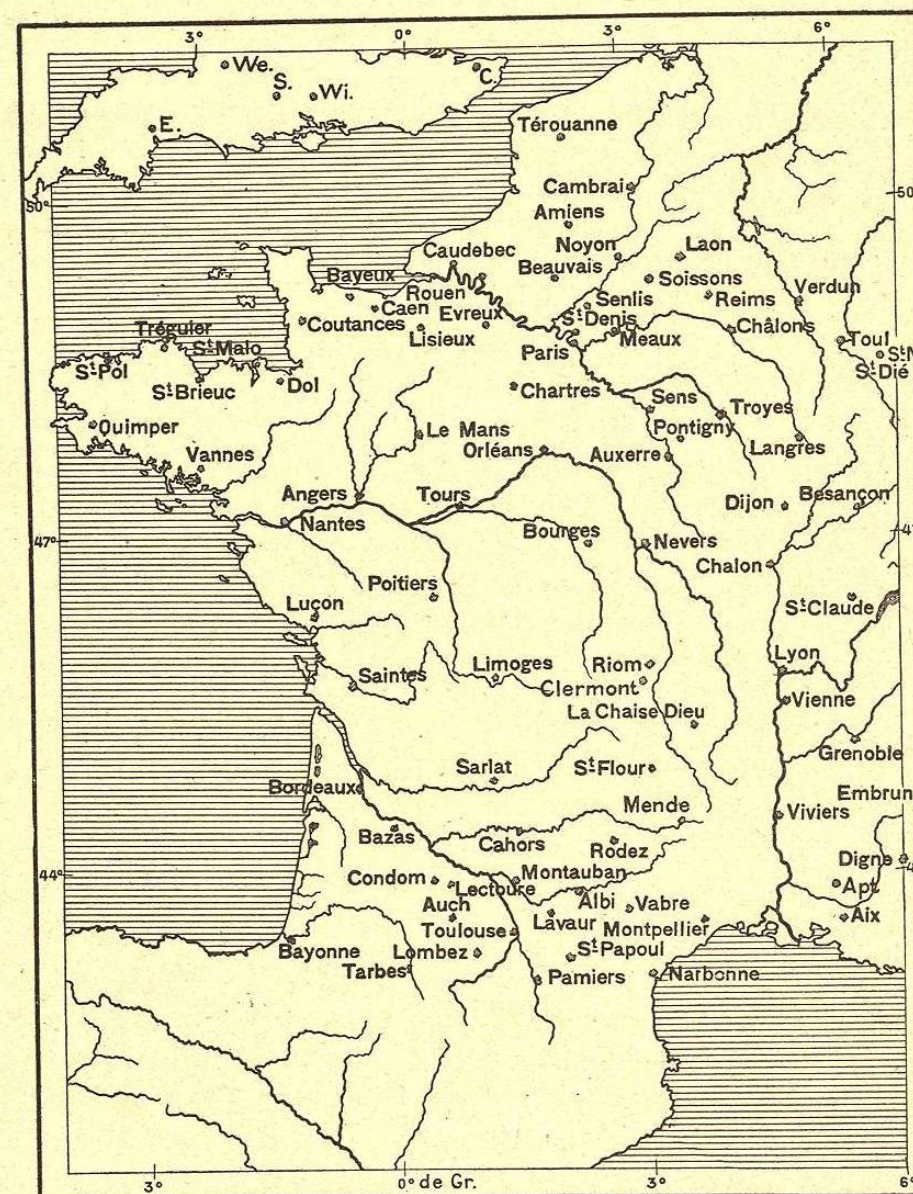 3° 0° 3° 6°
We. C.
S. Wi.
E.
Térouanne
50° Cambrai 50
Amiens
Caudebec Noyon Laon
Bayeux Beauvais Soissons
Verdun
Rouen Senlis Reims
Caen Evreux St Denis
Coutances Lisieux Meaux Châlons
Tréguier Toul
St Malo Paris St N
St Pol St Dié
St Brieuc Dol Chartres Sens
Troyes
Quimper Le Mans Pontigny
Orléans Auxerre Langres
Vannes
Angers Tours Dijon Besançon
Nantes Bourges Nevers
47° Chalon
Poitiers
Luçon St Claude
Lyon
Saintes Limoges Riom
Clermont Vienne
La Chaise Dieu
Grenoble
Sarlat St Flour
Bordeaux Embrun
Mende Viviers
Bazas Cahors Rodez
Digne
44° Condom Montauban Apt
Lectoure Albi Vabre
Auch Lavaur Aix
Toulouse Montpellier
Bayonne Lombez St Papoul
Tarbes Pamiers Narbonne
3° 0° de Gr. 3° 6°